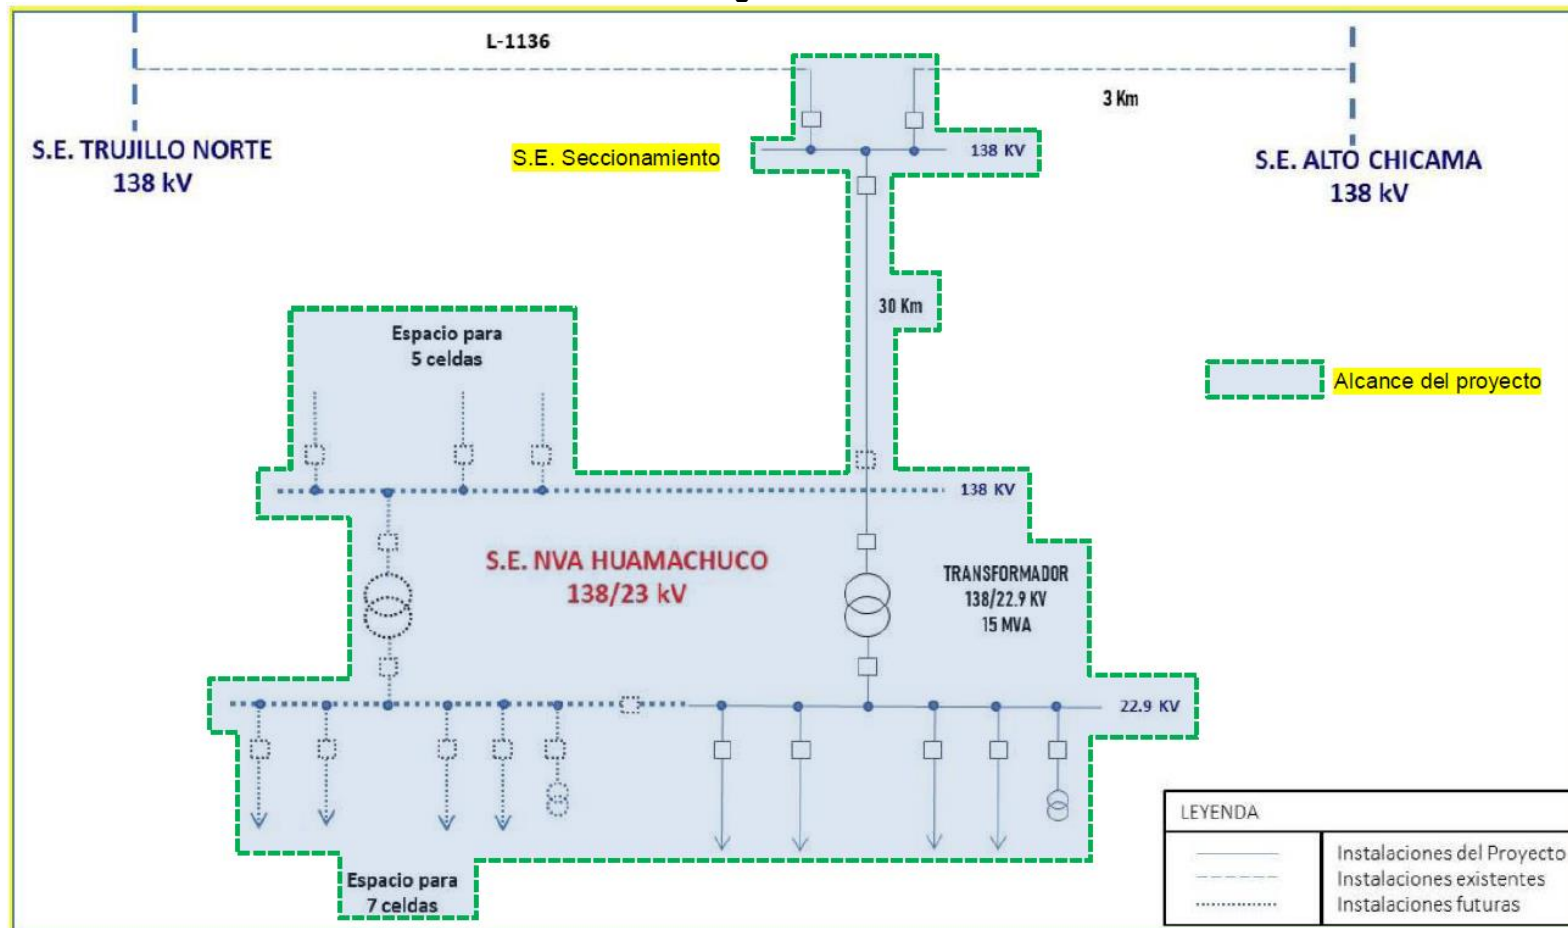 L-1136
3 Km
S.E. TRUJILLO NORTE
138 kV
S.E. Seccionamiento
138 KV
S.E. ALTO CHICAMA
138 kV
30 Km
Espacio para
5 celdas
Alcance del proyecto
138 KV
S.E. NVA HUAMACHUCO
138/23 kV
TRANSFORMADOR
138/22.9 KV
15 MVA
22.9 KV
Espacio para
7 celdas
LEYENDA
Instalaciones del Proyecto
Instalaciones existentes
Instalaciones futuras